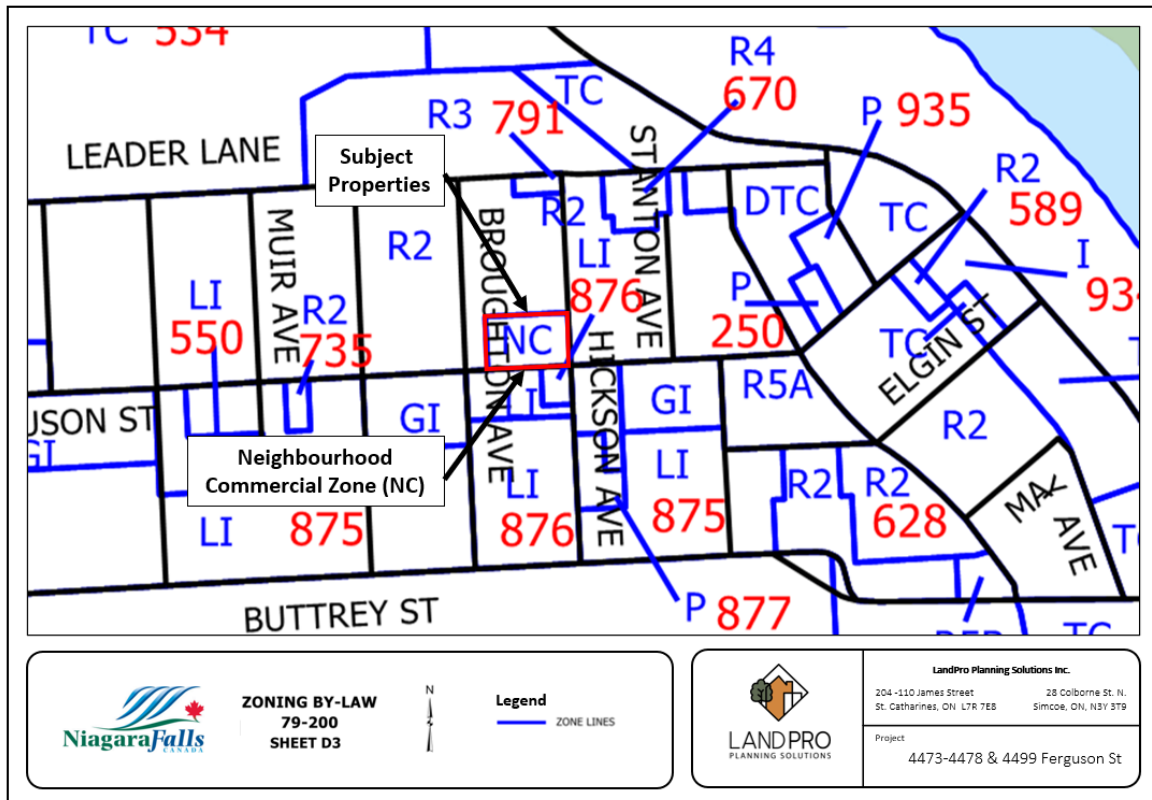 TC 534
R4
670
TC
R3 791
P 935
LEADER LANE
Subject
Properties
STANTON AVE
R2
589
DTC
TC
MUIR AVE
BROUGHTON AVE
R2
R2
LI
I
LI
550
R2
735
876
P
250
934
NC
TC
ELGIN ST
HICKSON AVE
R5A
GI
LI
GI
R2
USON ST
GI
Neighbourhood
Commercial Zone (NC)
LI
LI
R2
R2
628
MAY AVE
LI
875
876
875
TC
BUTTREY ST
P 877
TC
NiagaraFalls
CANADA
ZONING BY-LAW
79-200
SHEET D3
N
Legend
ZONE LINES
LANDPRO
PLANNING SOLUTIONS
LandPro Planning Solutions Inc.
204 -110 James Street
St. Catharines, ON L7R 7E8
28 Colborne St. N.
Simcoe, ON, N3Y 3T9
Project
4473-4478 & 4499 Ferguson St